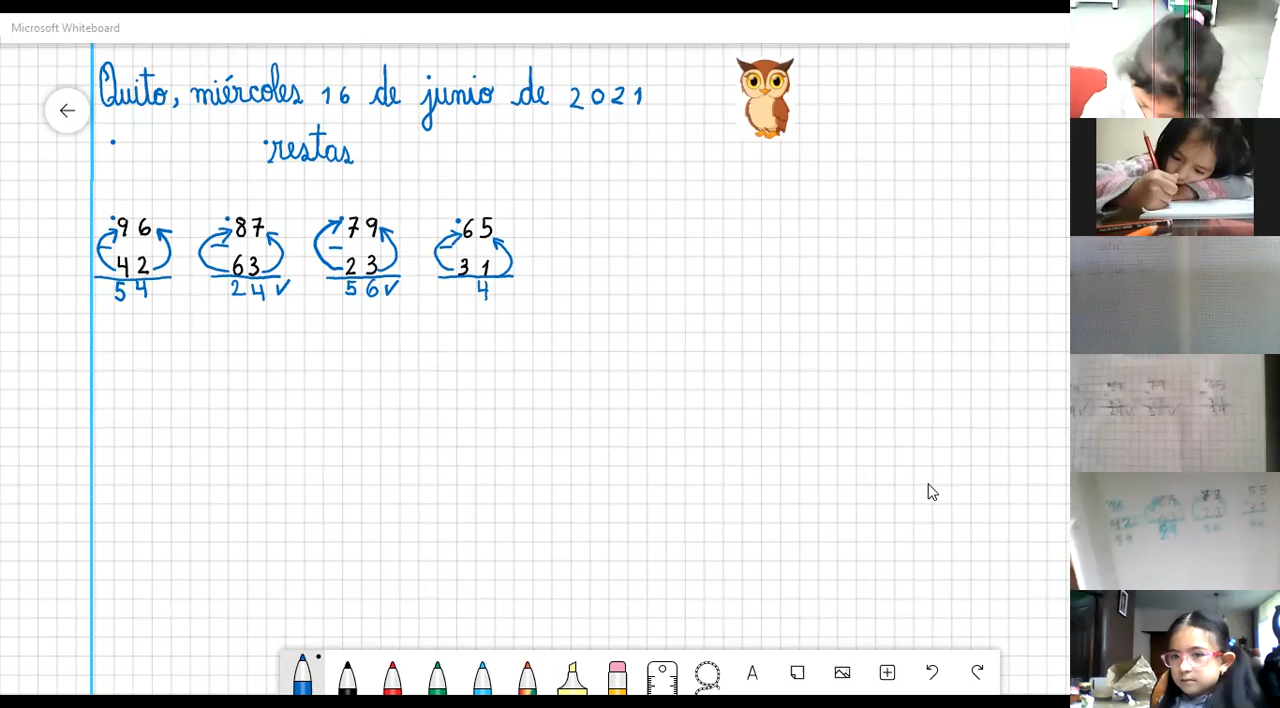 Microsoft Whiteboard
Quito, miércoles 16 de junio de 2021
restas
96 87 79 65
- - - -
42 63 23 31
54 24 ✓ 56 ✓ 4
A